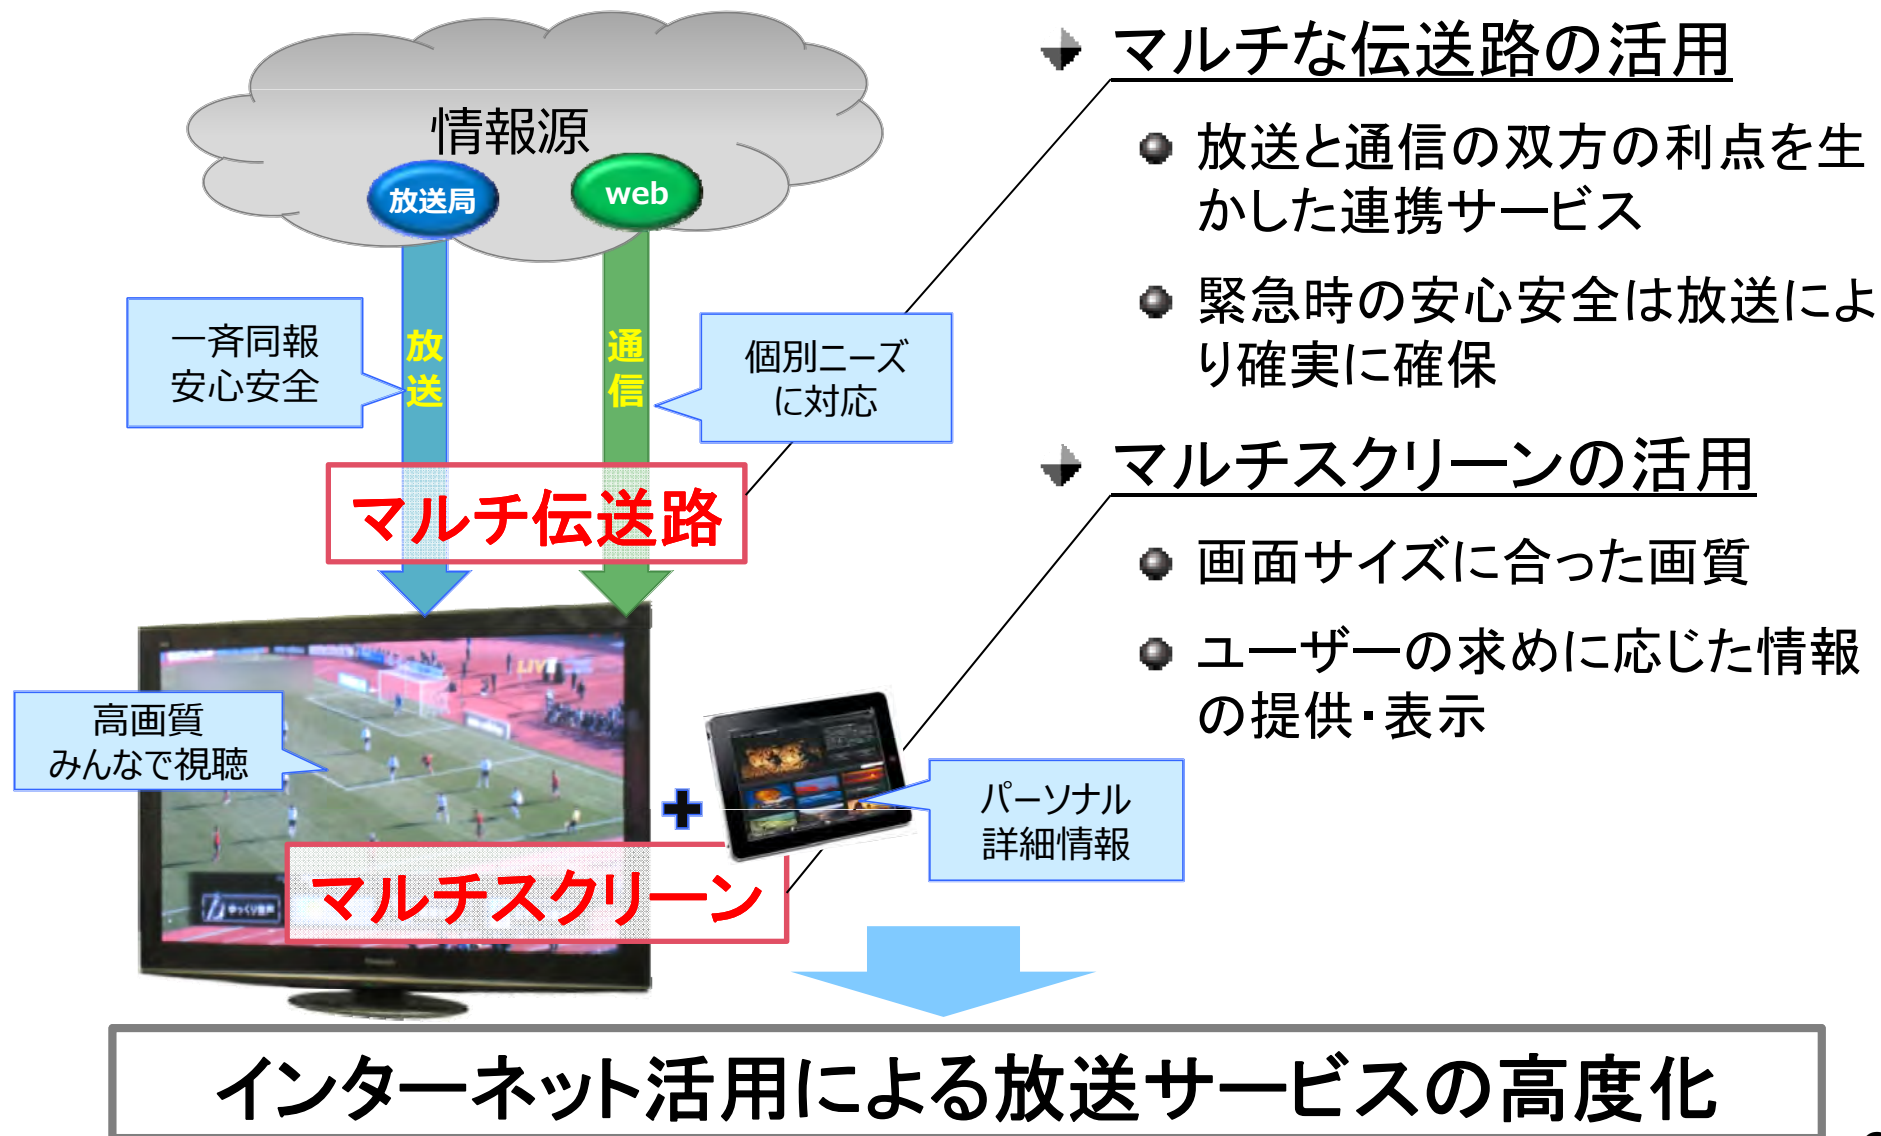 情報源
放送局
web
放送
通信
一斉同報
安心安全
個別ニーズ
に対応
マルチ伝送路
LIVE
高画質
みんなで視聴
パーソナル
詳細情報
ゆっくり音声
マルチスクリーン
マルチな伝送路の活用
放送と通信の双方の利点を生
かした連携サービス
緊急時の安心安全は放送によ
り確実に確保
マルチスクリーンの活用
画面サイズに合った画質
ユーザーの求めに応じた情報
の提供・表示
インターネット活用による放送サービスの高度化